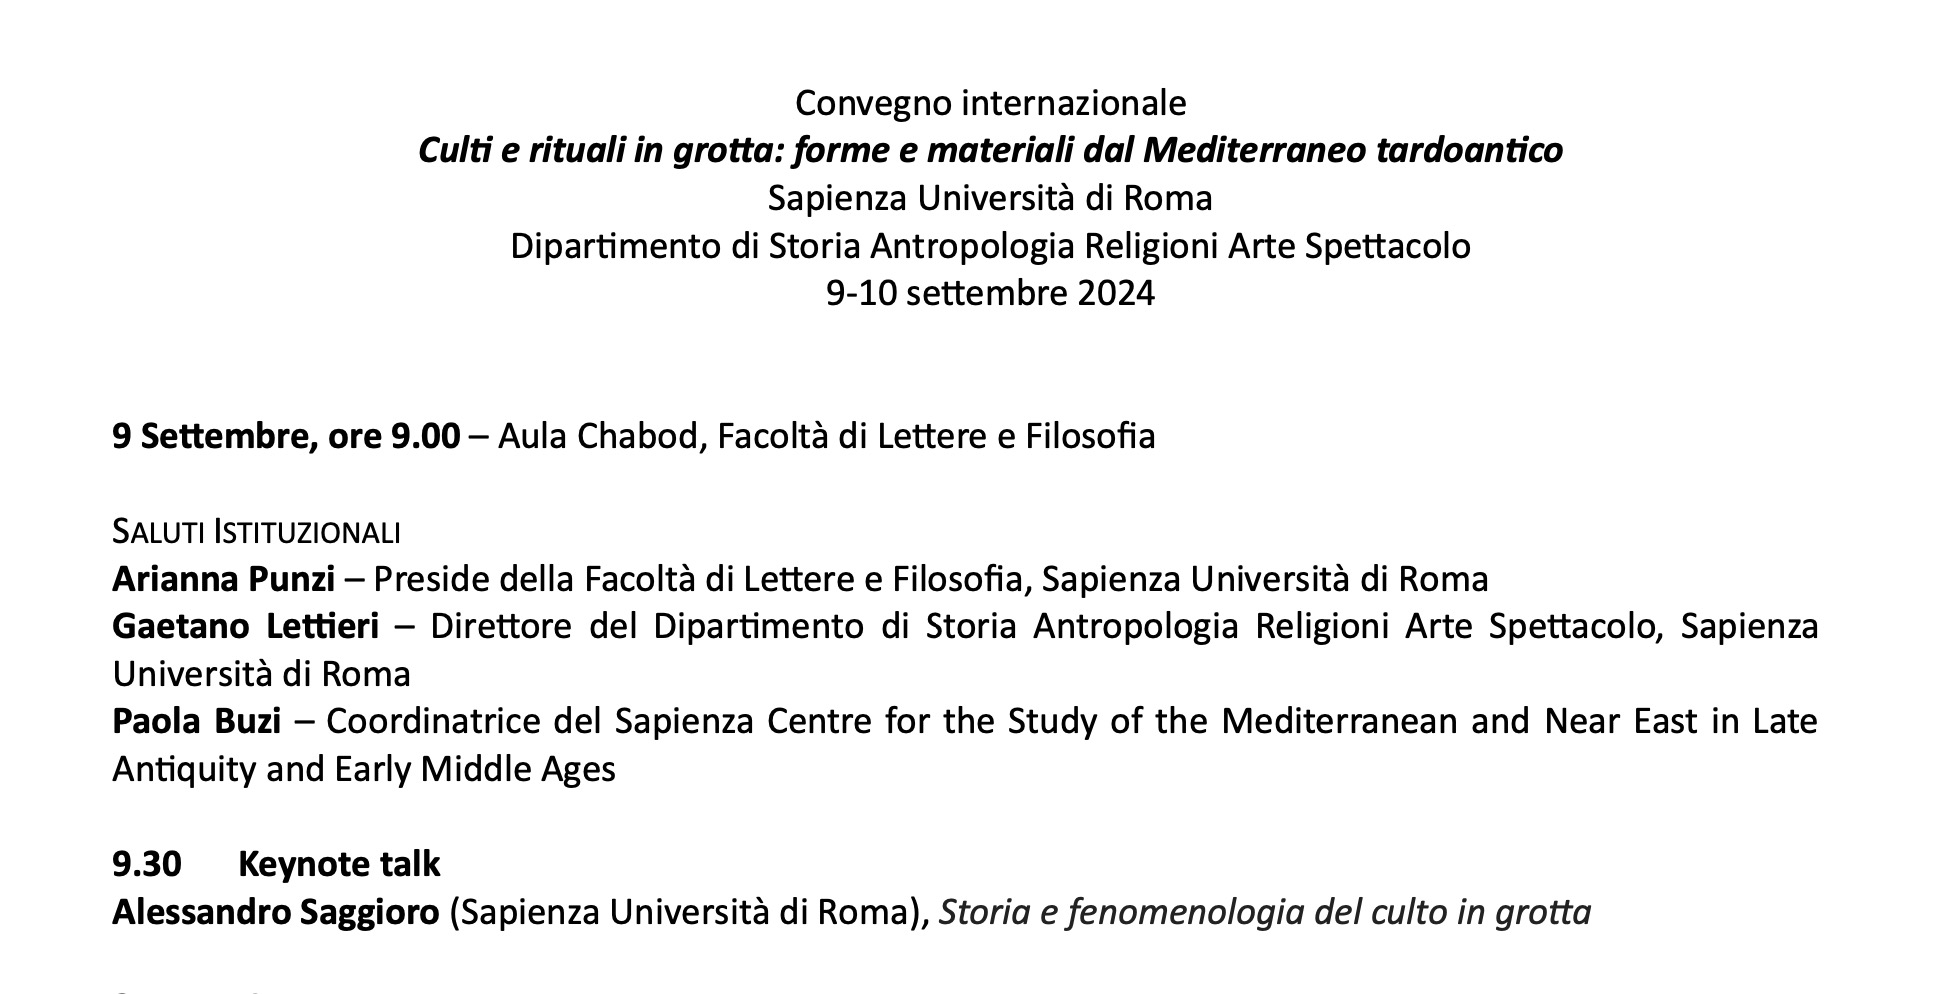 Convegno internazionale
Culti e rituali in grotta: forme e materiali dal Mediterraneo tardoantico
Sapienza Università di Roma
Dipartimento di Storia Antropologia Religioni Arte Spettacolo
9-10 settembre 2024
9 Settembre, ore 9.00 – Aula Chabod, Facoltà di Lettere e Filosofia
SALUTI ISTITUZIONALI
Arianna Punzi – Preside della Facoltà di Lettere e Filosofia, Sapienza Università di Roma
Gaetano Lettieri – Direttore del Dipartimento di Storia Antropologia Religioni Arte Spettacolo, Sapienza
Università di Roma
Paola Buzi – Coordinatrice del Sapienza Centre for the Study of the Mediterranean and Near East in Late
Antiquity and Early Middle Ages
9.30 Keynote talk
Alessandro Saggioro (Sapienza Università di Roma), Storia e fenomenologia del culto in grotta